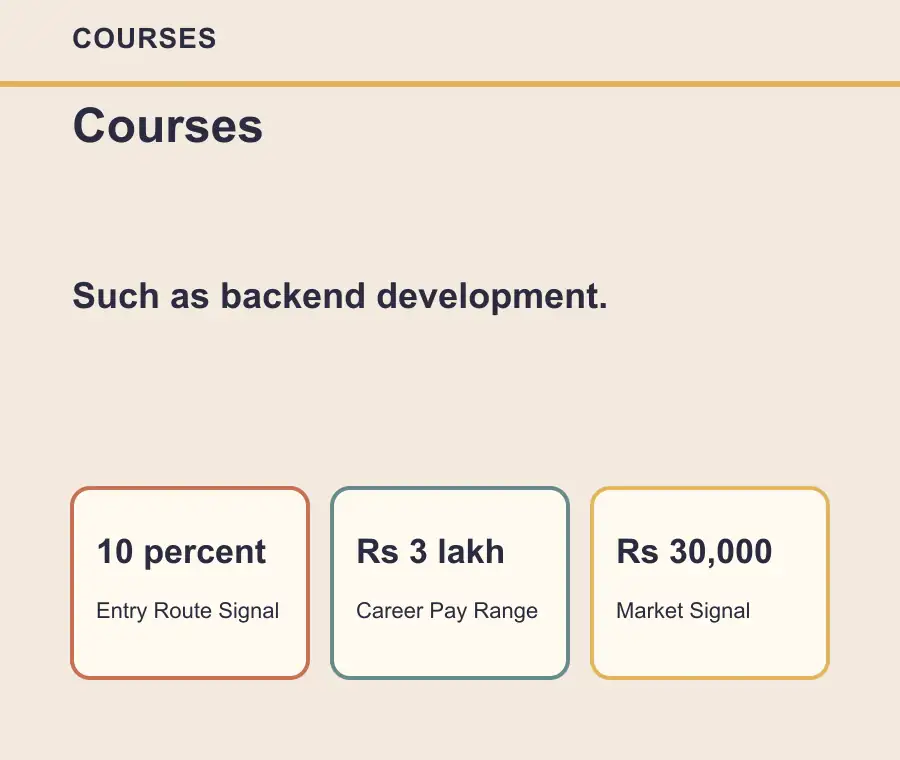 COURSES
Courses
Such as backend development.
10 percent
Entry Route Signal
Rs 3 lakh
Career Pay Range
Rs 30,000
Market Signal